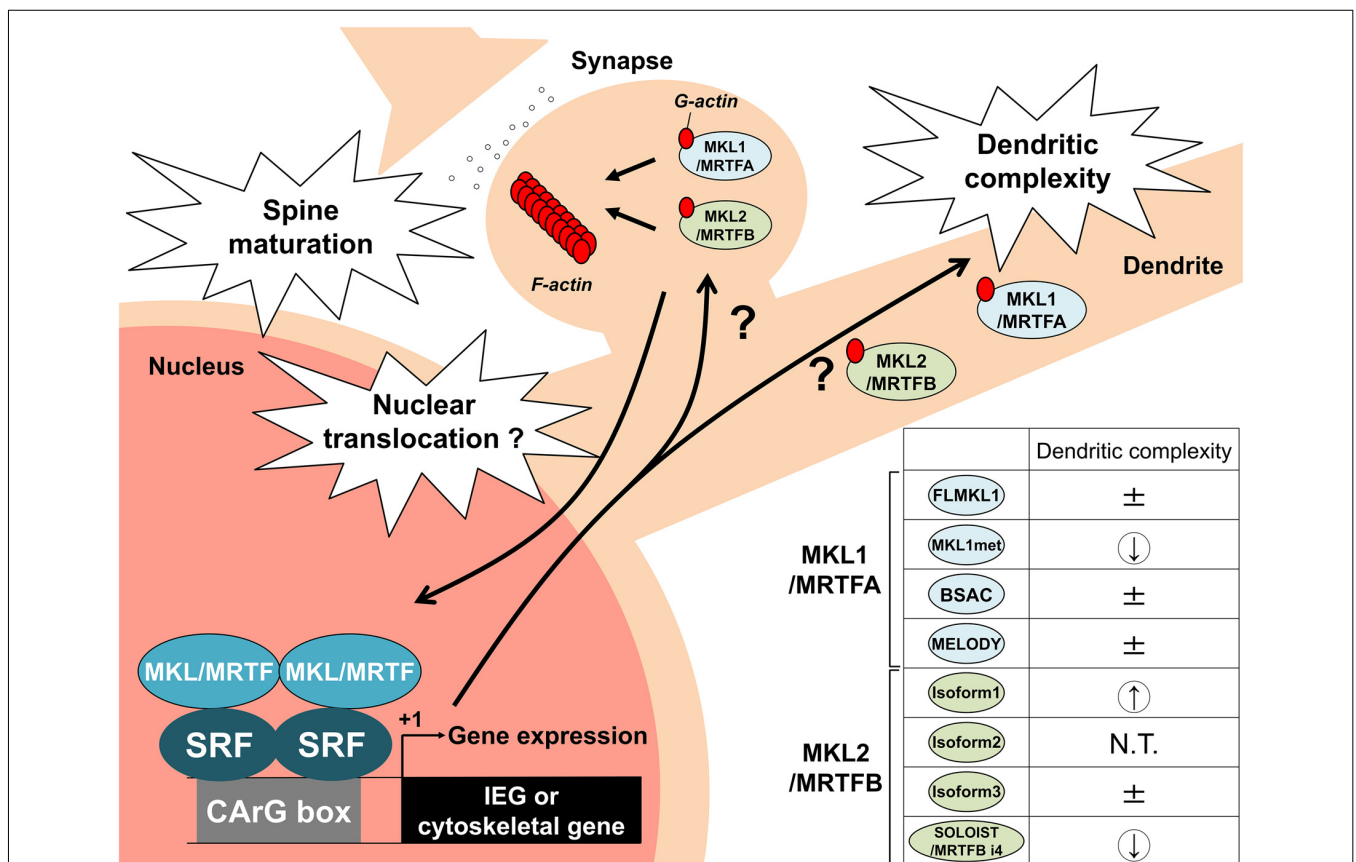 Synapse
G-actin
MKL1
/MRTFA
MKL2
/MRTFB
F-actin
Spine
maturation
Dendritic
complexity
Dendrite
MKL1
/MRTFA
?
?
MKL2
/MRTFB
Nucleus
Nuclear
translocation ?
MKL/MRTF MKL/MRTF
SRF SRF
+1
Gene expression
CArG box
IEG or
cytoskeletal gene
Dendritic complexity
MKL1
/MRTFA
FLMKL1 ±
MKL1met ↓
BSAC ±
MELODY ±
MKL2
/MRTFB
Isoform1 ↑
Isoform2 N.T.
Isoform3 ±
SOLOIST
/MRTFB i4 ↓